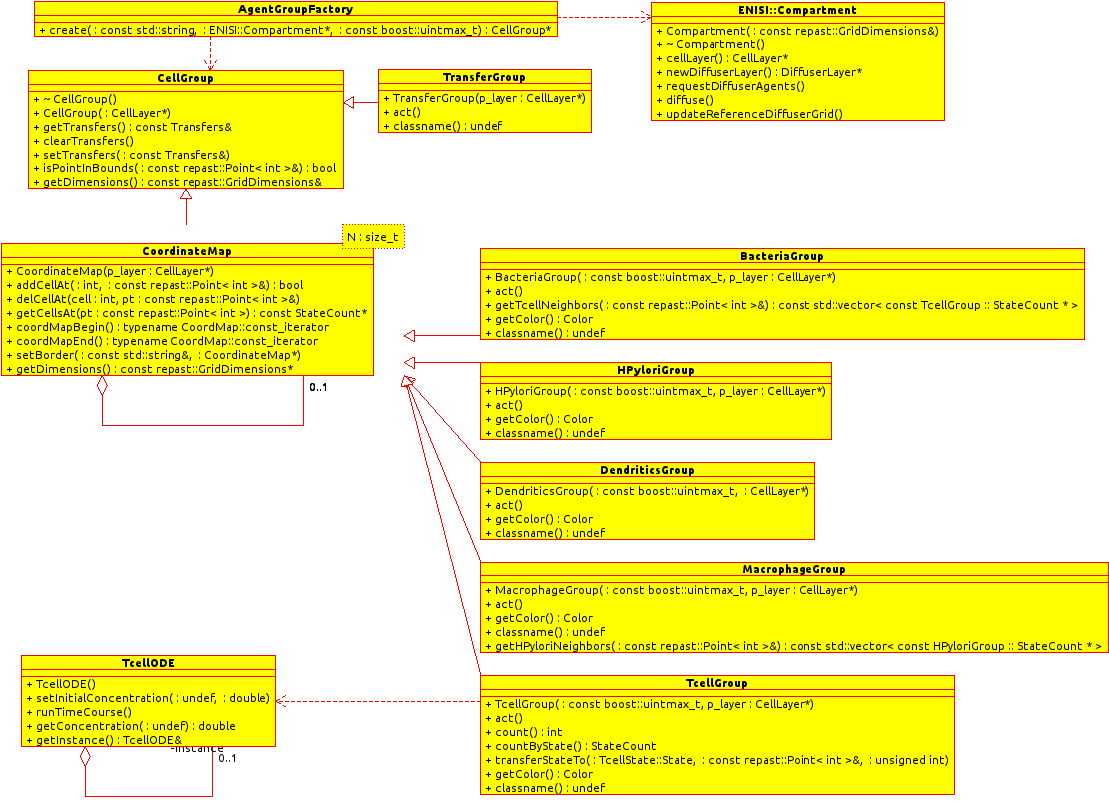 AgentGroupFactory
+ create( : const std::string, : ENISI::Compartment*, : const boost::uintmax_t) : CellGroup*
ENISI::Compartment
+ Compartment( : const repast::GridDimensions&)
+ ~ Compartment()
+ cellLayer() : CellLayer*
+ newDiffuserLayer() : DiffuserLayer*
+ requestDiffuserAgents()
+ diffuse()
+ updateReferenceDiffuserGrid()
CellGroup
+ ~ CellGroup()
+ CellGroup( : CellLayer*)
+ getTransfers() : const Transfers&
+ clearTransfers()
+ setTransfers( : const Transfers&)
+ isPointInBounds( : const repast::Point< int >&) : bool
+ getDimensions() : const repast::GridDimensions&
TransferGroup
+ TransferGroup(p_layer : CellLayer*)
+ act()
+ classname() : undef
N : size_t
CoordinateMap
+ CoordinateMap(p_layer : CellLayer*)
+ addCellAt( : int, : const repast::Point< int >&) : bool
+ delCellAt(cell : int, pt : const repast::Point< int >&)
+ getCellsAt(pt : const repast::Point< int >) : const StateCount*
+ coordMapBegin() : typename CoordMap::const_iterator
+ coordMapEnd() : typename CoordMap::const_iterator
+ setBorder( : const std::string&, : CoordinateMap*)
+ getDimensions() : const repast::GridDimensions*
0..1
BacteriaGroup
+ BacteriaGroup( : const boost::uintmax_t, p_layer : CellLayer*)
+ act()
+ getTcellNeighbors( : const repast::Point< int >&) : const std::vector< const TcellGroup :: StateCount * >
+ getColor() : Color
+ classname() : undef
HPyloriGroup
+ HPyloriGroup( : const boost::uintmax_t, p_layer : CellLayer*)
+ act()
+ getColor() : Color
+ classname() : undef
DendriticsGroup
+ DendriticsGroup( : const boost::uintmax_t, : CellLayer*)
+ act()
+ getColor() : Color
+ classname() : undef
MacrophageGroup
+ MacrophageGroup( : const boost::uintmax_t, p_layer : CellLayer*)
+ act()
+ getColor() : Color
+ classname() : undef
+ getHPyloriNeighbors( : const repast::Point< int >&) : const std::vector< const HPyloriGroup :: StateCount * >
TcellODE
+ TcellODE()
+ setInitialConcentration( : undef, : double)
+ runTimeCourse()
+ getConcentration( : undef) : double
+ getInstance() : TcellODE&
-instance
0..1
TcellGroup
+ TcellGroup( : const boost::uintmax_t, p_layer : CellLayer*)
+ act()
+ count() : int
+ countByState() : StateCount
+ transferStateTo( : TcellState::State, : const repast::Point< int >&, : unsigned int)
+ getColor() : Color
+ classname() : undef